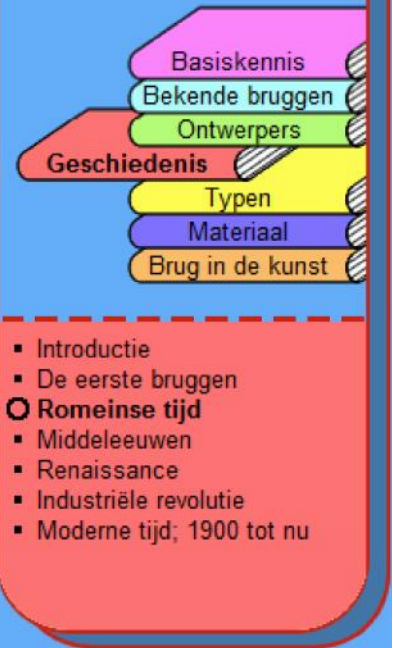 Basiskennis
Bekende bruggen
Ontwerpers
Geschiedenis
Typen
Materiaal
Brug in de kunst
▪ Introductie
▪ De eerste bruggen
Romeinse tijd
▪ Middeleeuwen
▪ Renaissance
▪ Industriële revolutie
▪ Moderne tijd; 1900 tot nu